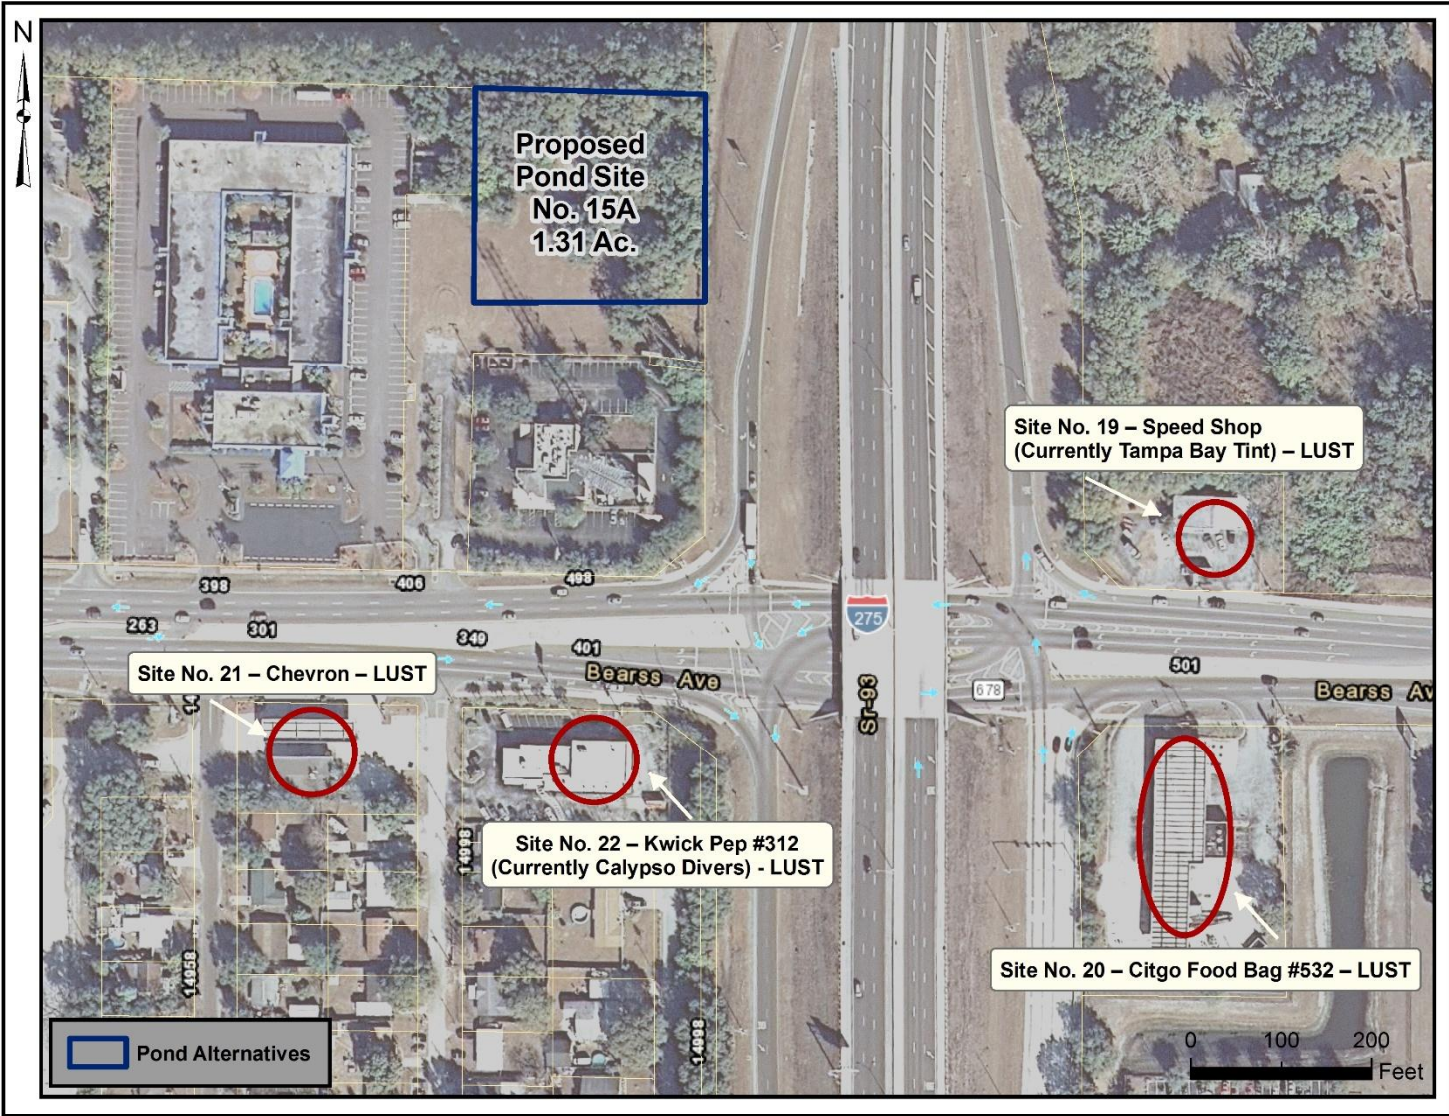 N
Proposed
Pond Site
No. 15A
1.31 Ac.
Site No. 19 – Speed Shop
(Currently Tampa Bay Tint) – LUST
398
406
498
275
263
301
349
401
Bearss Ave
501
678
Bearss Av
Sr-93
Site No. 21 – Chevron – LUST
Site No. 22 – Kwick Pep #312
(Currently Calypso Divers) - LUST
14998
14958
14998
Site No. 20 – Citgo Food Bag #532 – LUST
Pond Alternatives
0 100 200
Feet